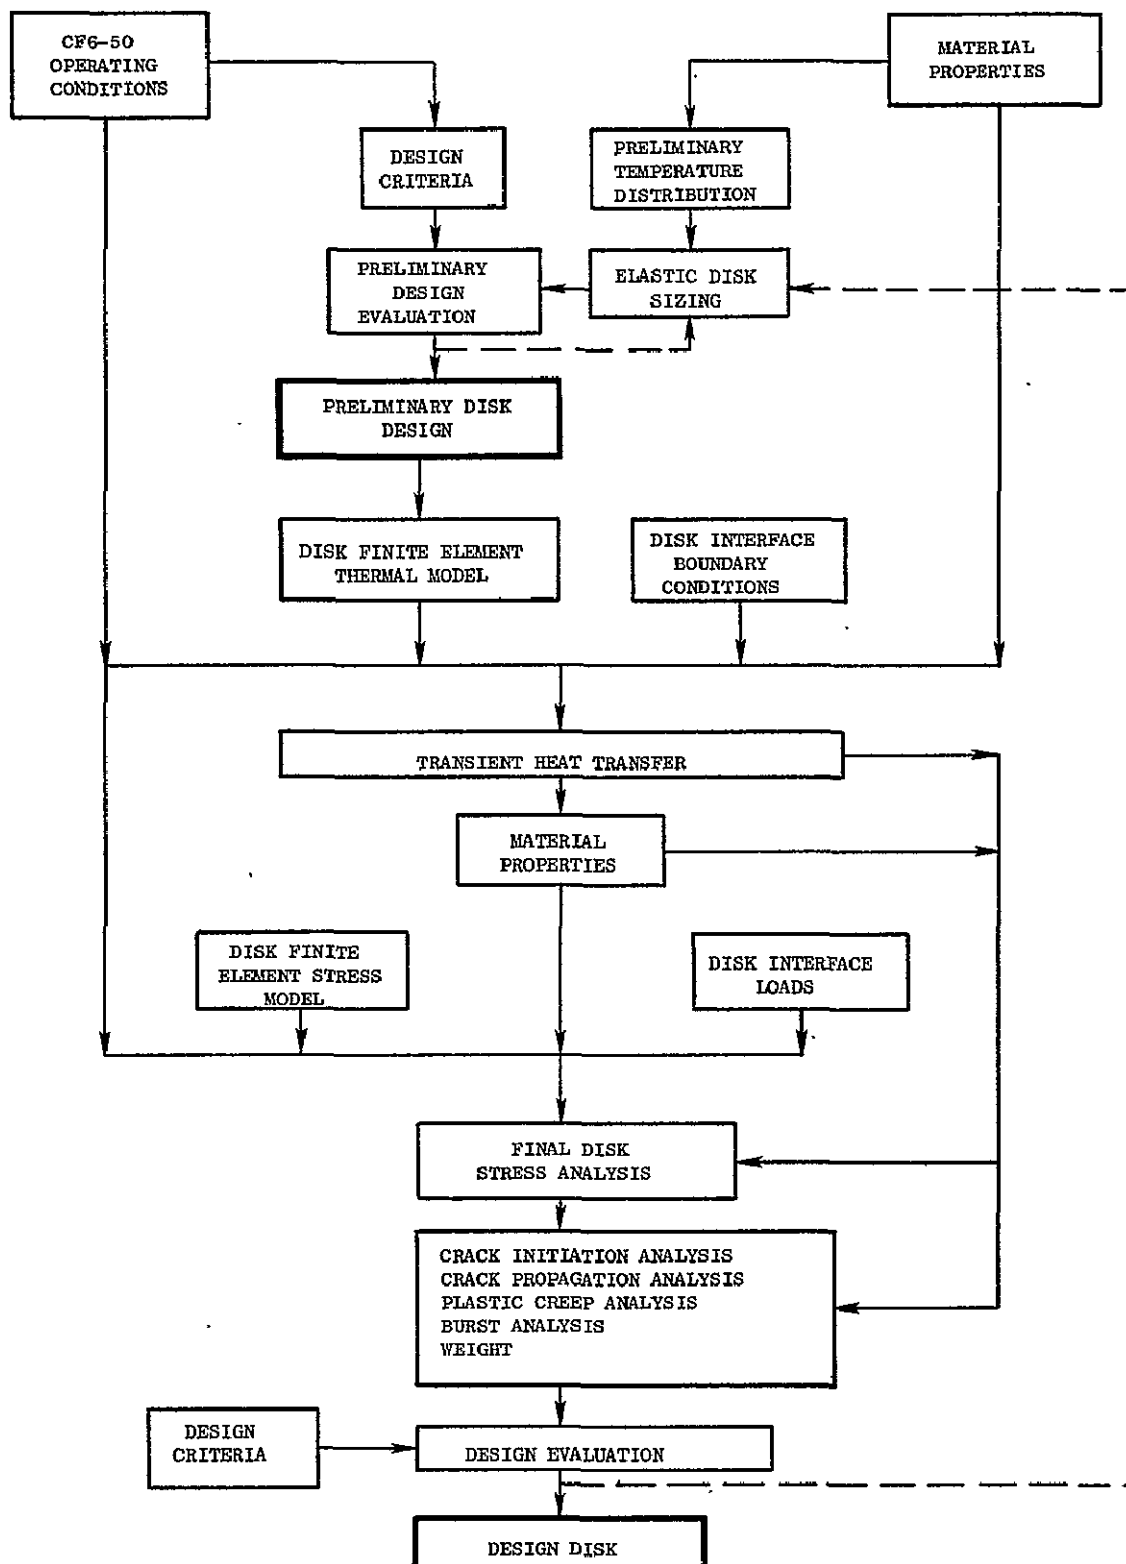 CF6-50
OPERATING
CONDITIONS
MATERIAL
PROPERTIES
DESIGN
CRITERIA
PRELIMINARY
TEMPERATURE
DISTRIBUTION
PRELIMINARY
DESIGN
EVALUATION
ELASTIC DISK
SIZING
PRELIMINARY DISK
DESIGN
DISK FINITE ELEMENT
THERMAL MODEL
DISK INTERFACE
BOUNDARY
CONDITIONS
TRANSIENT HEAT TRANSFER
MATERIAL
PROPERTIES
DISK FINITE
ELEMENT STRESS
MODEL
DISK INTERFACE
LOADS
FINAL DISK
STRESS ANALYSIS
CRACK INITIATION ANALYSIS
CRACK PROPAGATION ANALYSIS
PLASTIC CREEP ANALYSIS
BURST ANALYSIS
WEIGHT
DESIGN
CRITERIA
DESIGN EVALUATION
DESIGN DISK